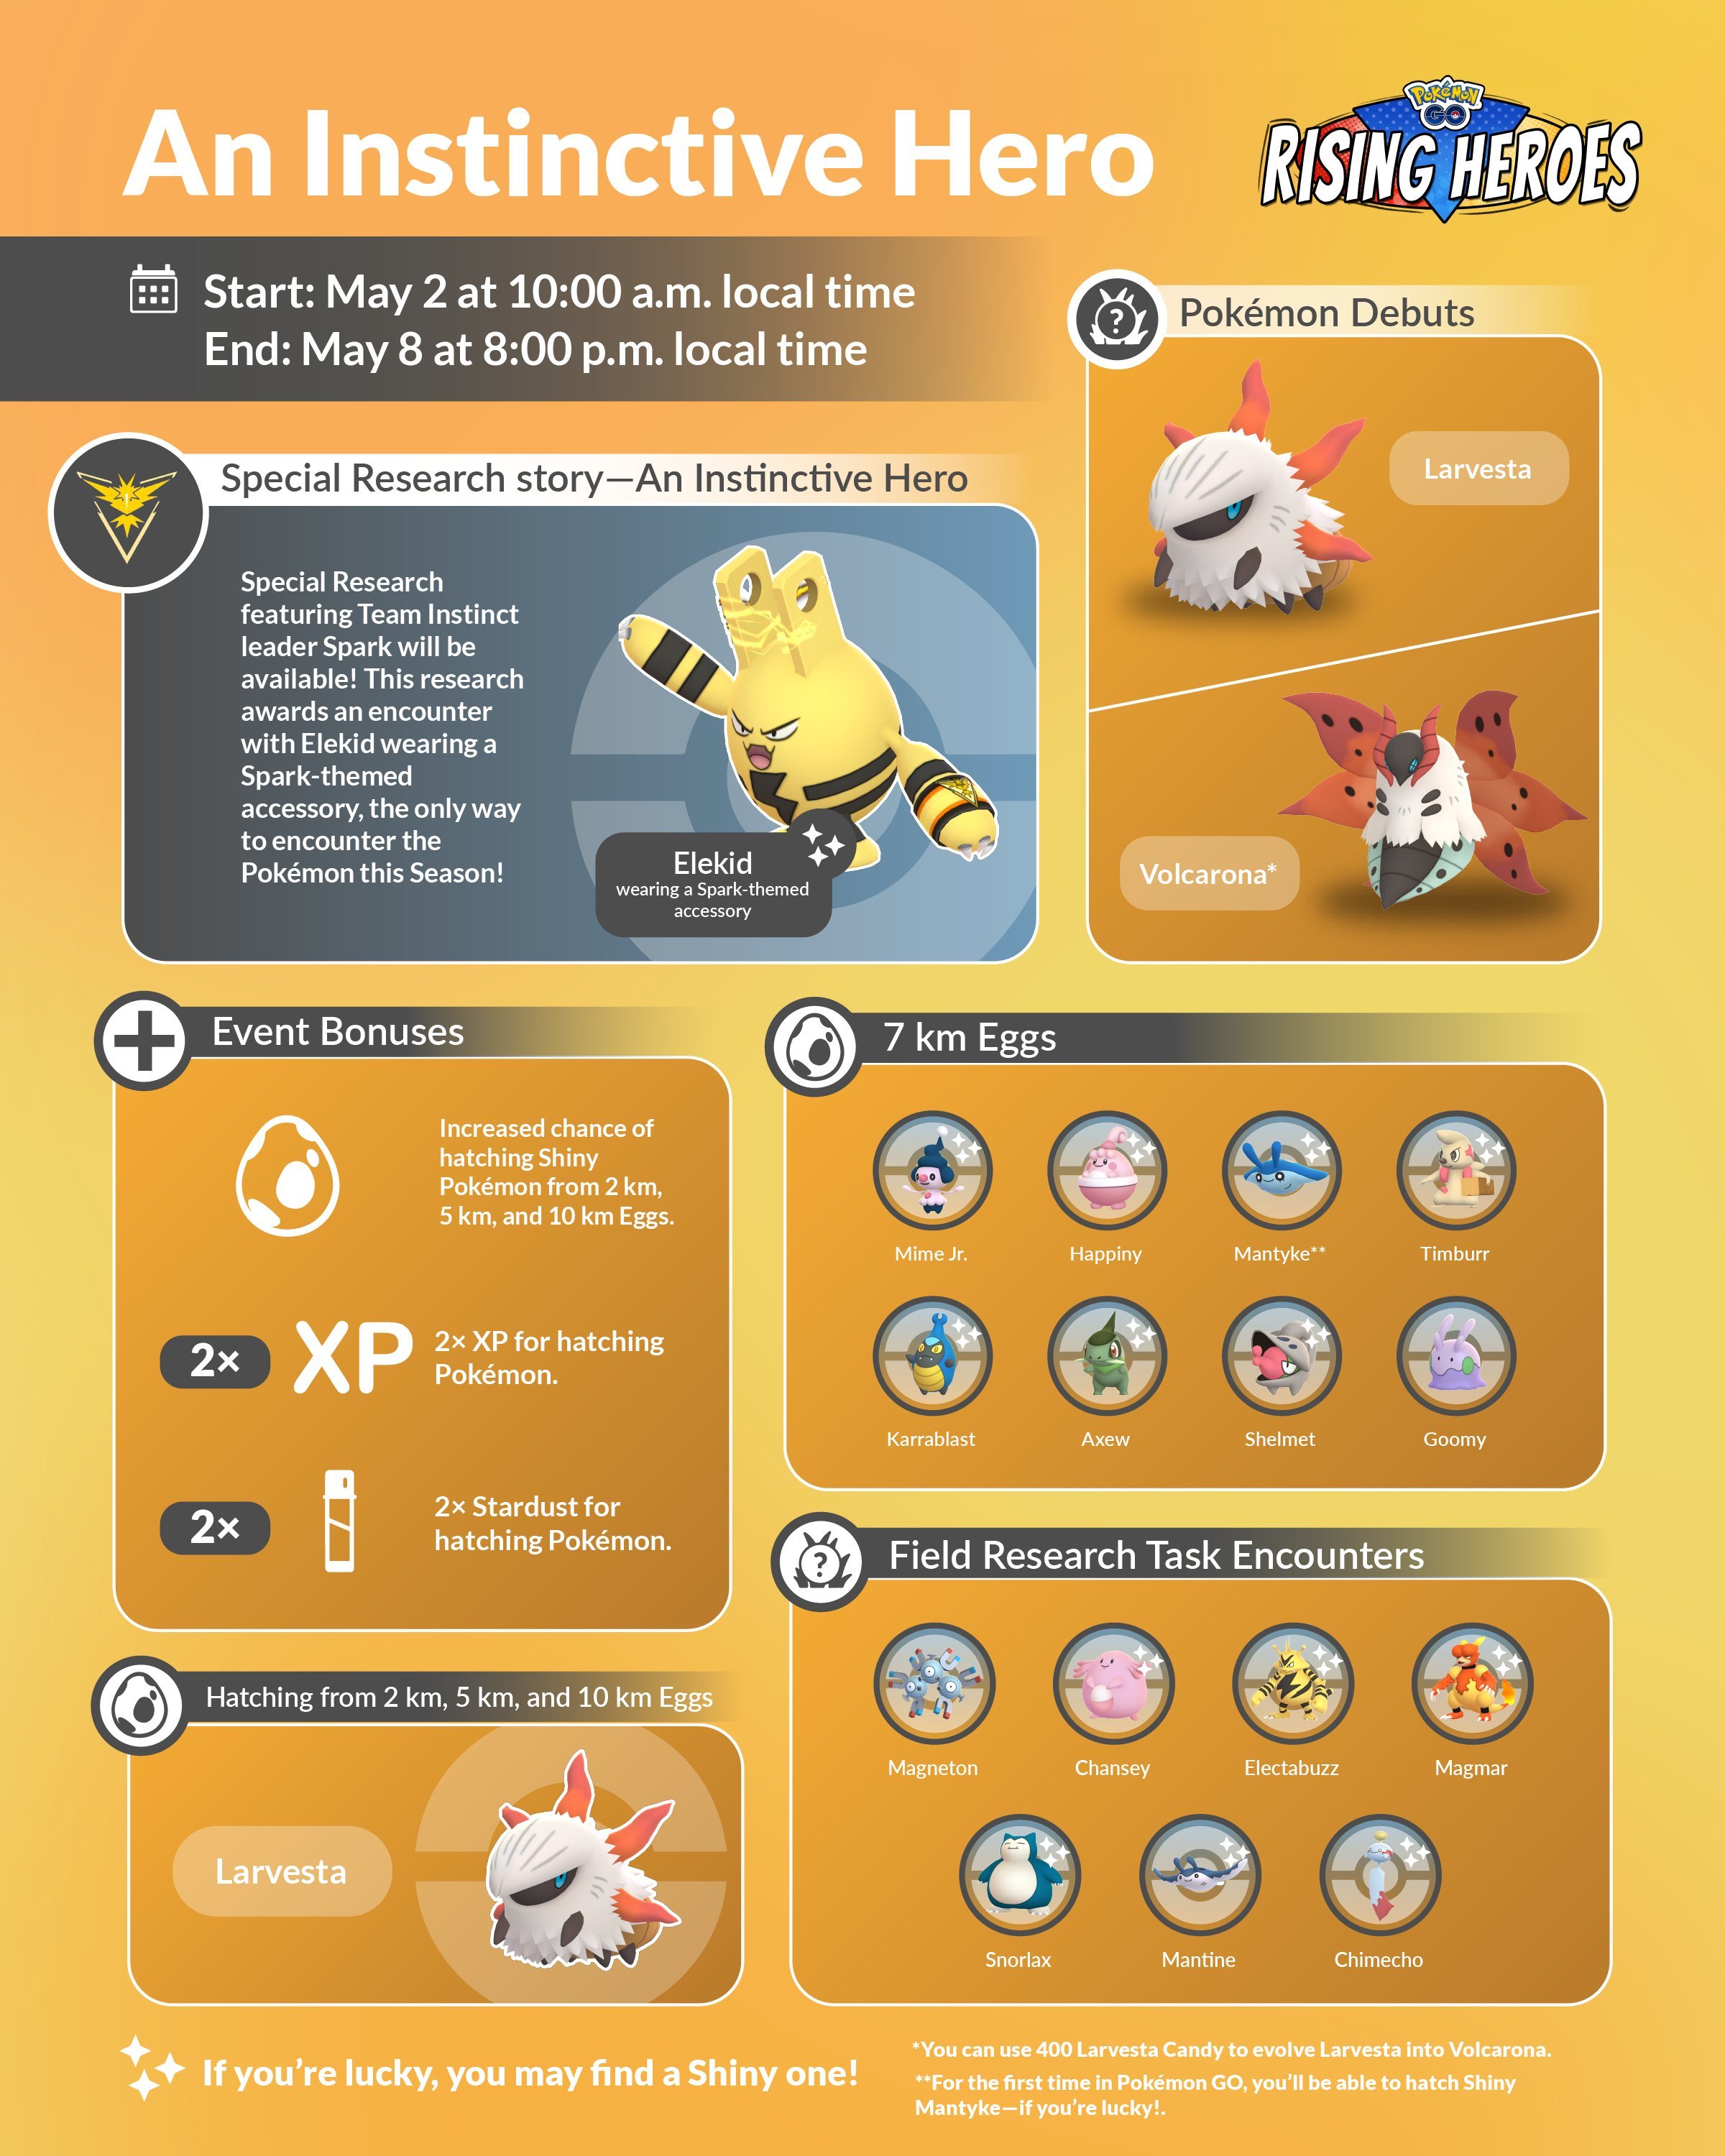 An Instinctive Hero
Pokémon
GO
RISING HEROES
Start: May 2 at 10:00 a.m. local time
End: May 8 at 8:00 p.m. local time
Special Research story—An Instinctive Hero
Special Research
featuring Team Instinct
leader Spark will be
available! This research
awards an encounter
with Elekid wearing a
Spark-themed
accessory, the only way
to encounter the
Pokémon this Season!
Elekid
wearing a Spark-themed
accessory
Pokémon Debuts
?
Larvesta
Volcarona*
Event Bonuses
Increased chance of
hatching Shiny
Pokémon from 2 km,
5 km, and 10 km Eggs.
2× XP
2× XP for hatching
Pokémon.
2×
2× Stardust for
hatching Pokémon.
7 km Eggs
Mime Jr.
Happiny
Mantyke**
Timburr
Karrablast
Axew
Shelmet
Goomy
Hatching from 2 km, 5 km, and 10 km Eggs
Larvesta
Field Research Task Encounters
?
Magneton
Chansey
Electabuzz
Magmar
Snorlax
Mantine
Chimecho
If you're lucky, you may find a Shiny one!
*You can use 400 Larvesta Candy to evolve Larvesta into Volcarona.
**For the first time in Pokémon GO, you'll be able to hatch Shiny
Mantyke—if you're lucky!.